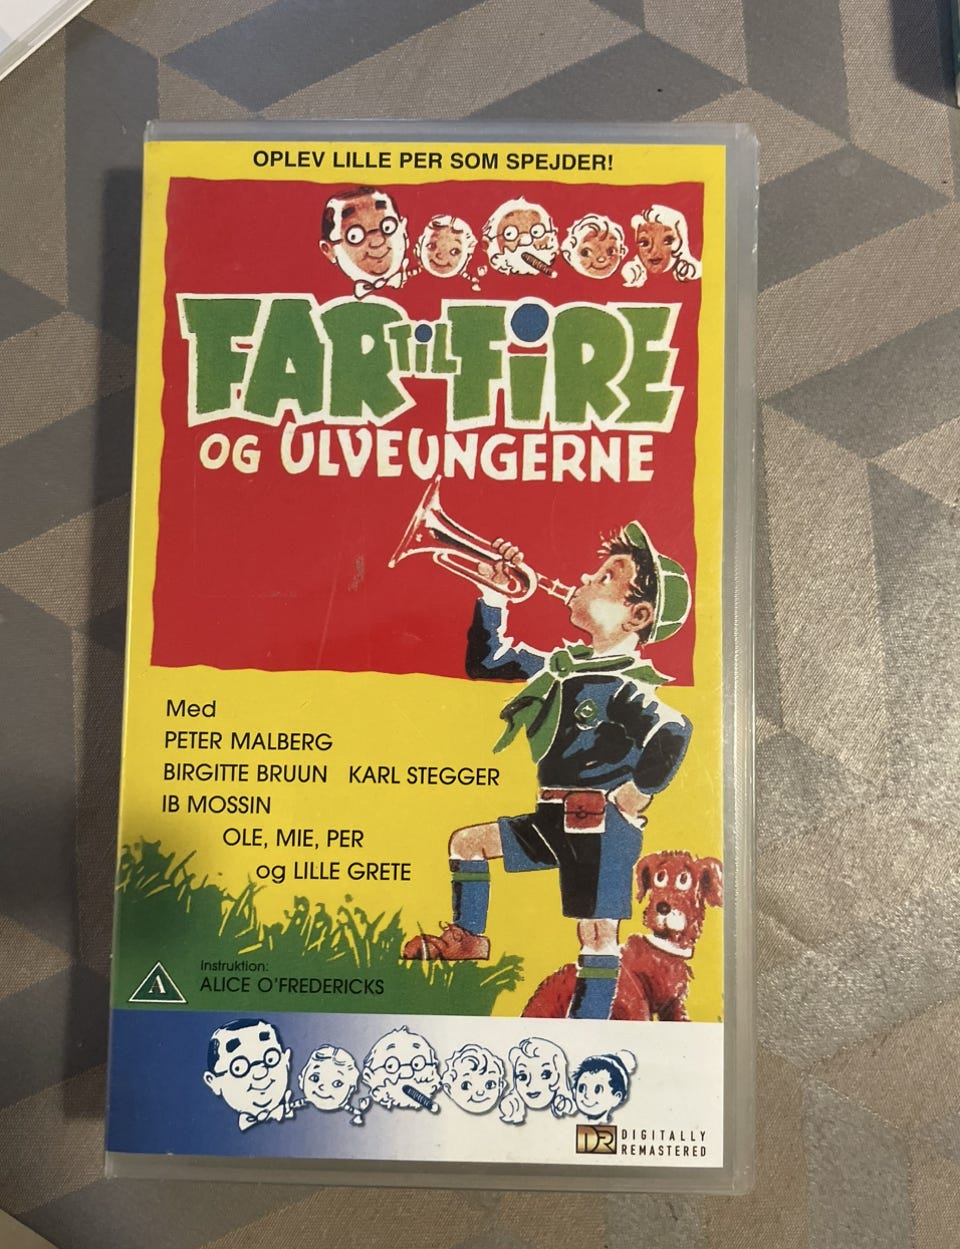 OPLEV LILLE PER SOM SPEJDER!
FAR TIL FIRE
OG ULVEUNGERNE
Med
PETER MALBERG
BIRGITTE BRUUN KARL STEGGER
IB MOSSIN
OLE, MIE, PER
og LILLE GRETE
Instruktion:
ALICE O'FREDERICKS
A
DR DIGITALLY
REMASTERED